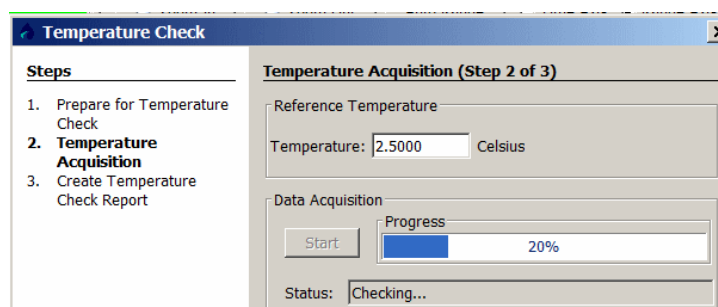 Temperature Check
Steps
1. Prepare for Temperature
Check
2. Temperature
Acquisition
3. Create Temperature
Check Report
Temperature Acquisition (Step 2 of 3)
Reference Temperature
Temperature: 2.5000 Celsius
Data Acquisition
Progress
Start
20%
Status: Checking...